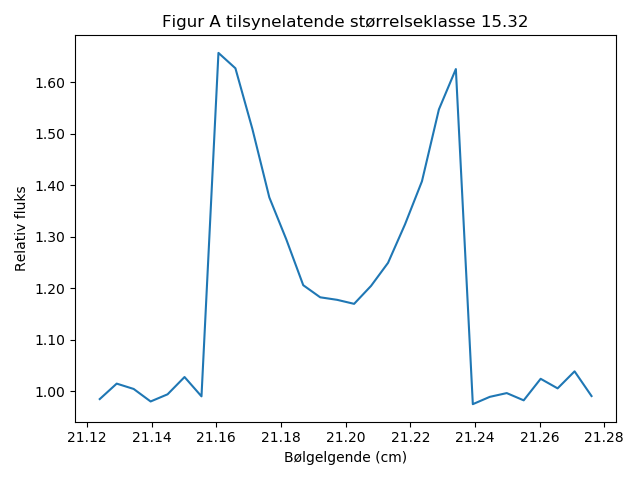 Figur A tilsynelatende størrelseklasse 15.32
1.60
1.50
1.40
1.30
1.20
1.10
1.00
Relativ fluks
21.12 21.14 21.16 21.18 21.20 21.22 21.24 21.26 21.28
Bølgelgende (cm)